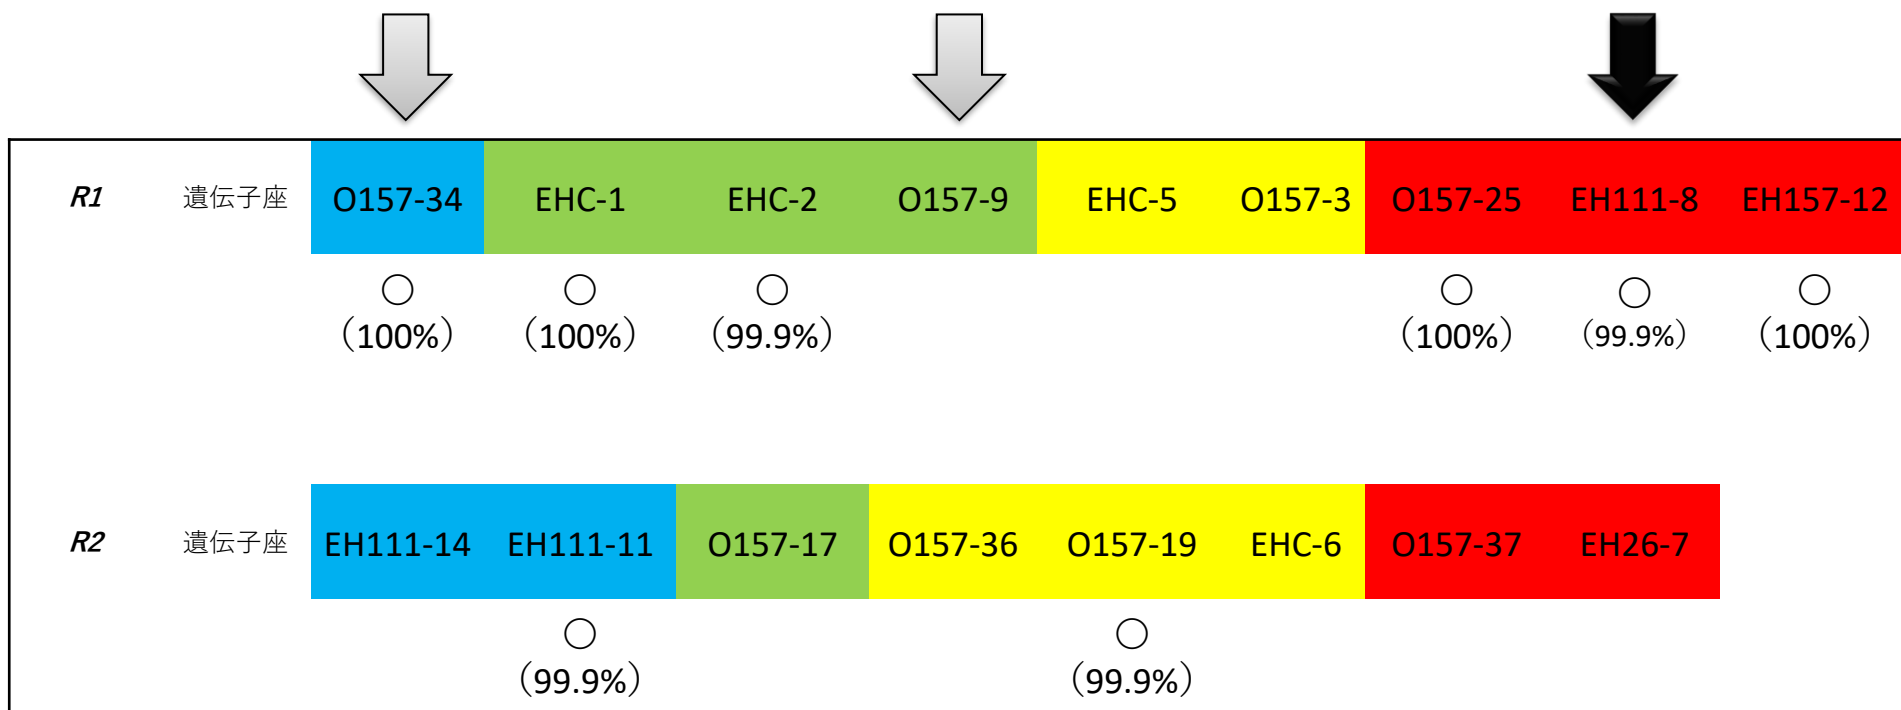 R1 遺伝子座 O157-34 EHC-1 EHC-2 O157-9 EHC-5 O157-3 O157-25 EH111-8 EH157-12
○ ○ ○ ○ ○ ○
（100%） （100%） （99.9%） （100%） （99.9%） （100%）
R2 遺伝子座 EH111-14 EH111-11 O157-17 O157-36 O157-19 EHC-6 O157-37 EH26-7
○ ○
（99.9%） （99.9%）